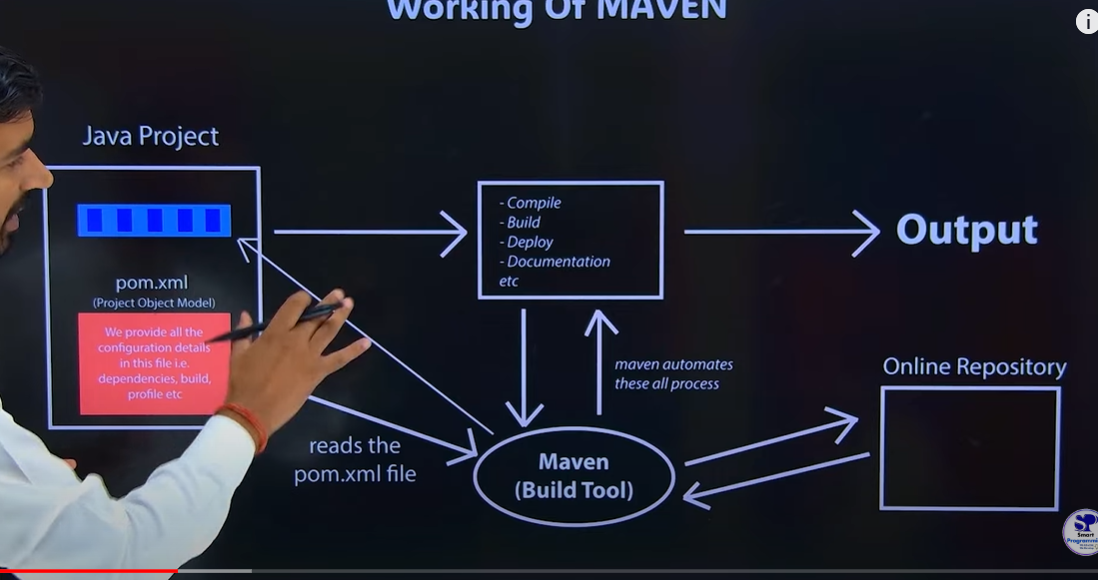 Working Of MAVEN
Java Project
pom.xml
(Project Object Model)
We provide all the
configuration details
in this file i.e.
dependencies, build,
profile etc
- Compile
- Build
- Deploy
- Documentation
etc
Output
maven automates
these all process
reads the
pom.xml file
Maven
(Build Tool)
Online Repository
i
SP
Smart